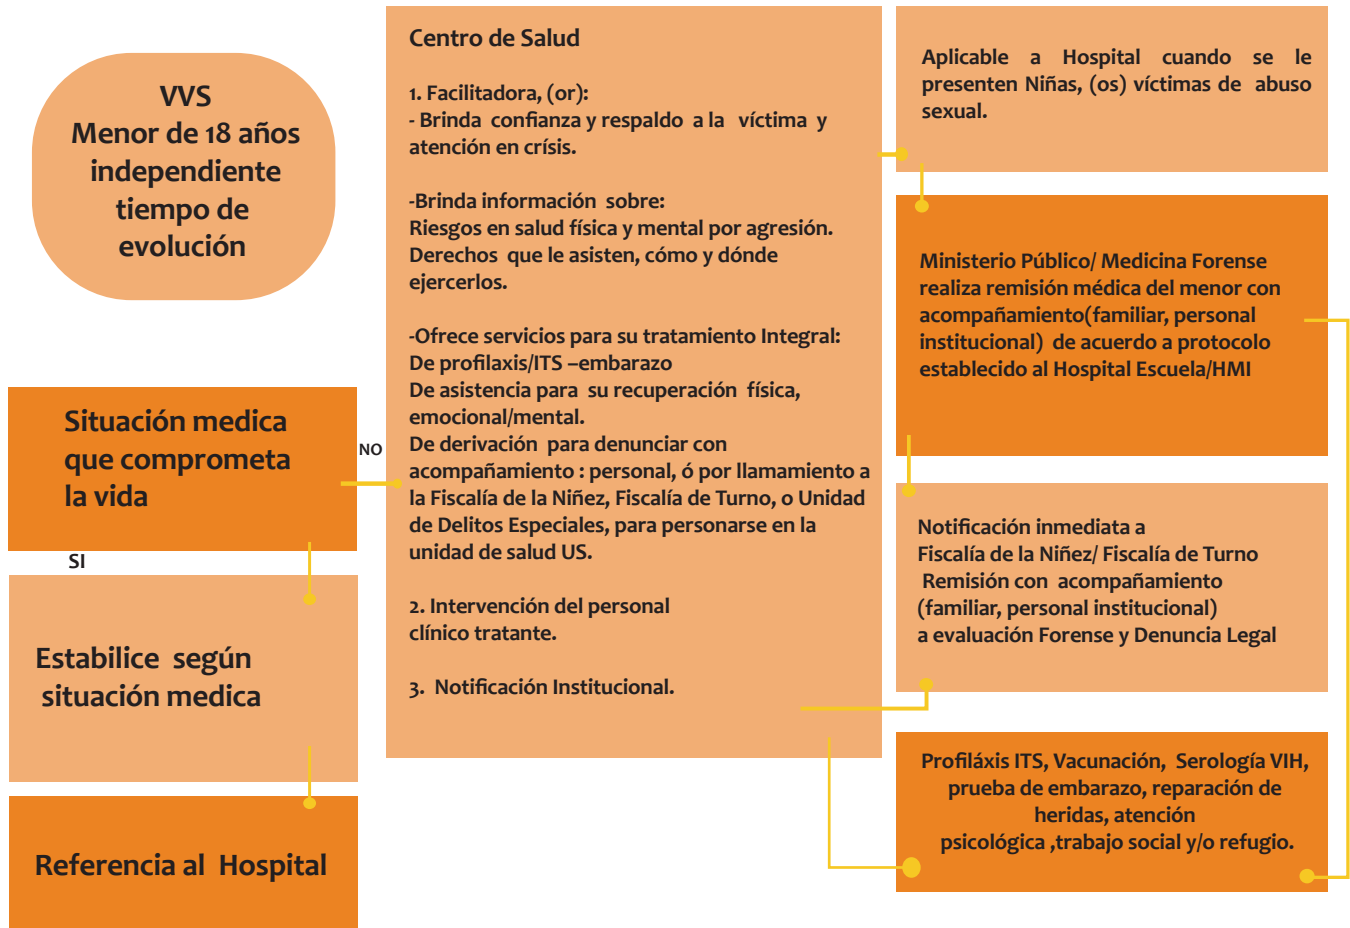 VVS
Menor de 18 años
independiente
tiempo de
evolución
Situación medica
que comprometa
la vida
NO
SI
Estabilice según
situación medica
Referencia al Hospital
Centro de Salud
1. Facilitadora, (or):
- Brinda confianza y respaldo a la víctima y
atención en crísis.
-Brinda información sobre:
Riesgos en salud física y mental por agresión.
Derechos que le asisten, cómo y dónde
ejercerlos.
-Ofrece servicios para su tratamiento Integral:
De profilaxis/ITS –embarazo
De asistencia para su recuperación física,
emocional/mental.
De derivación para denunciar con
acompañamiento : personal, ó por llamamiento a
la Fiscalía de la Niñez, Fiscalía de Turno, o Unidad
de Delitos Especiales, para personarse en la
unidad de salud US.
2. Intervención del personal
clínico tratante.
3. Notificación Institucional.
Aplicable a Hospital cuando se le
presenten Niñas, (os) víctimas de abuso
sexual.
Ministerio Público/ Medicina Forense
realiza remisión médica del menor con
acompañamiento(familiar, personal
institucional) de acuerdo a protocolo
establecido al Hospital Escuela/HMI
Notificación inmediata a
Fiscalía de la Niñez/ Fiscalía de Turno
Remisión con acompañamiento
(familiar, personal institucional)
a evaluación Forense y Denuncia Legal
Profiláxis ITS, Vacunación, Serología VIH,
prueba de embarazo, reparación de
heridas, atención
psicológica ,trabajo social y/o refugio.